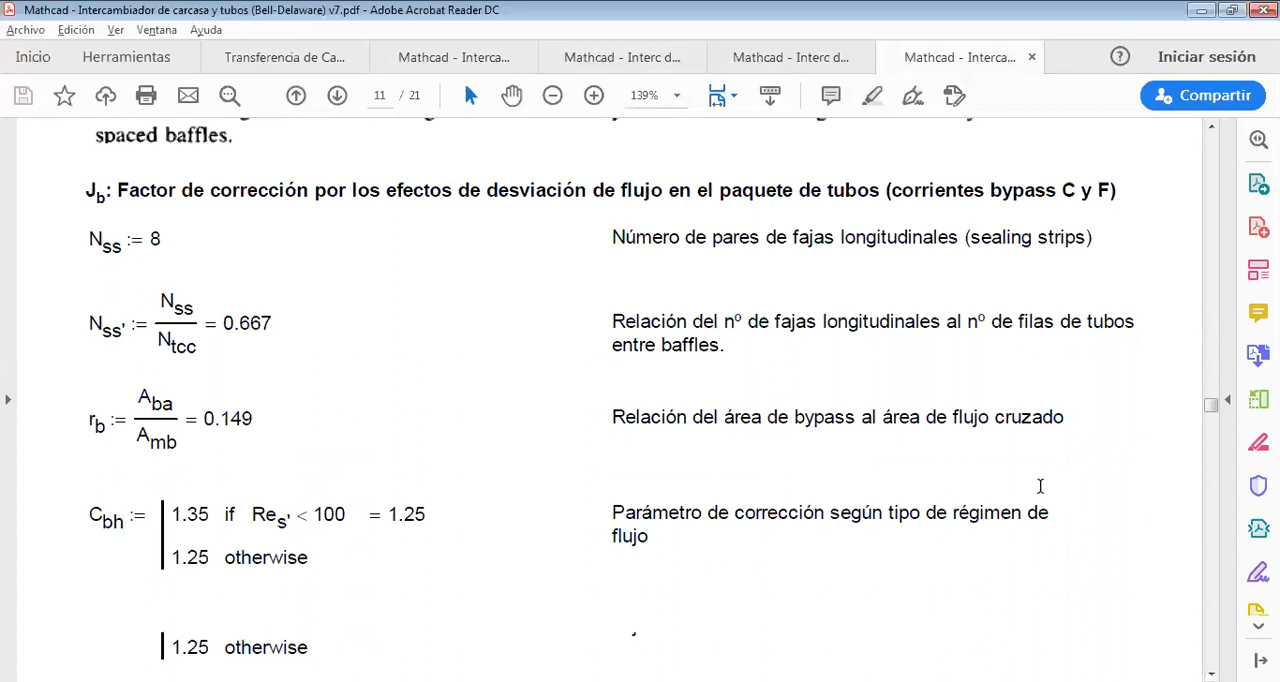 Mathcad - Intercambiador de carcasa y tubos (Bell-Delaware) v7.pdf - Adobe Acrobat Reader DC
Archivo Edición Ver Ventana Ayuda
Inicio Herramientas Transferencia de Ca... Mathcad - Interca... Mathcad - Interc d... Mathcad - Interc d... Mathcad - Interca... × ? Iniciar sesión
11 / 21 139% Compartir
spaced baffles.
Jb: Factor de corrección por los efectos de desviación de flujo en el paquete de tubos (corrientes bypass C y F)
Nss := 8 Número de pares de fajas longitudinales (sealing strips)
Nss' := Nss / Ntcc = 0.667 Relación del nº de fajas longitudinales al nº de filas de tubos
entre baffles.
rb := Aba / Amb = 0.149 Relación del área de bypass al área de flujo cruzado
Cbh := 1.35 if Res' < 100 = 1.25 Parámetro de corrección según tipo de régimen de
flujo
1.25 otherwise
1.25 otherwise